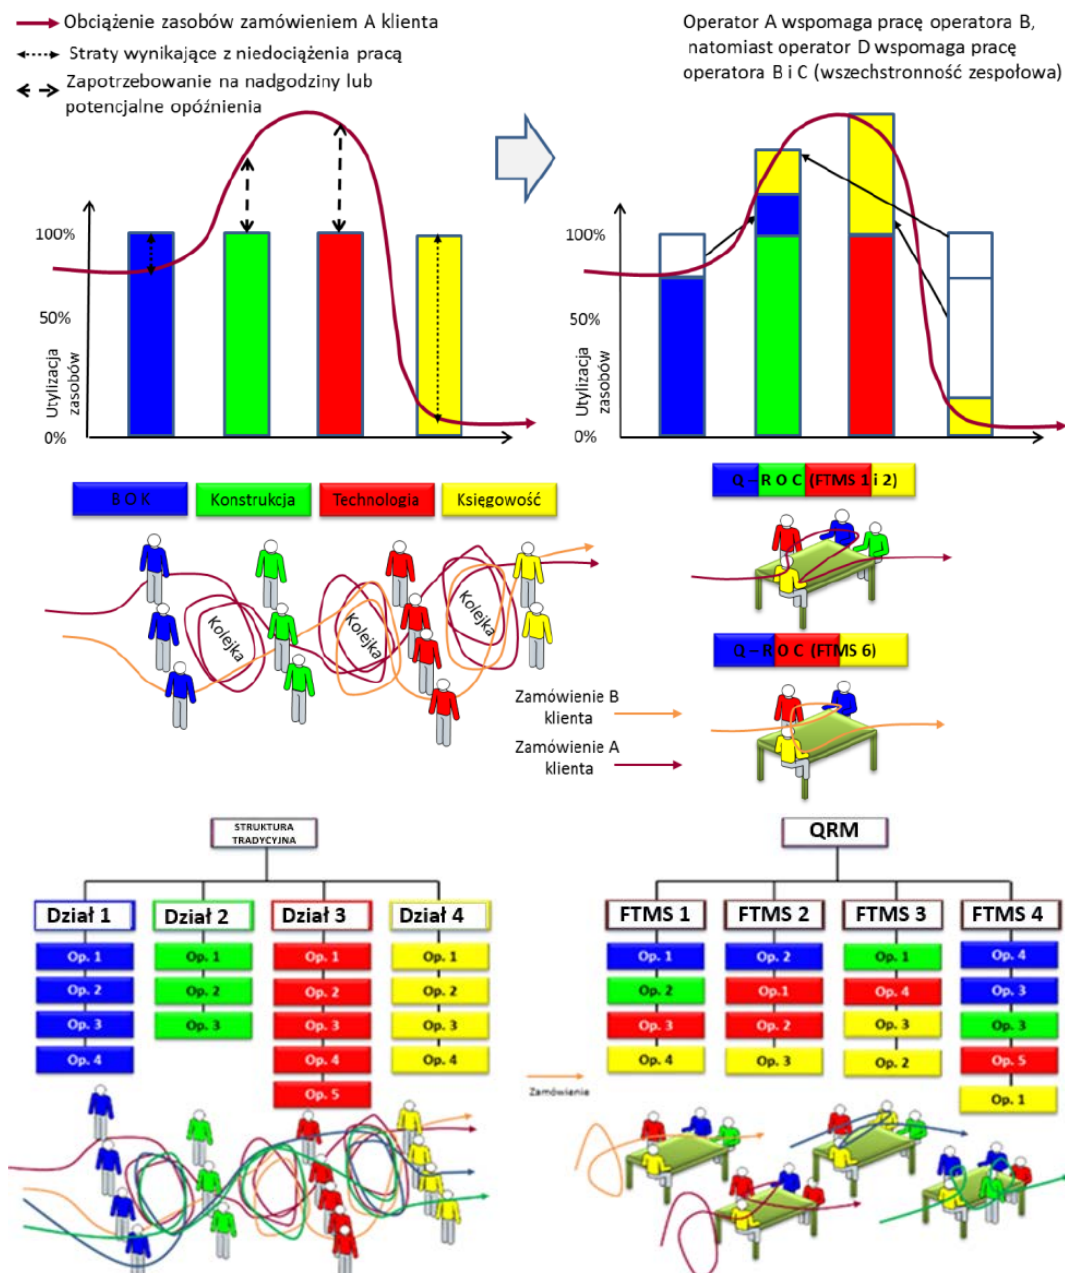 Obciążenie zasobów zamówieniem A klienta
Straty wynikające z niedociążenia pracą
Zapotrzebowanie na nadgodziny lub
potencjalne opóźnienia
Operator A wspomaga pracę operatora B,
natomiast operator D wspomaga pracę
operatora B i C (wszechstronność zespołowa)
100%
50%
0%
Utylizacja
zasobów
100%
50%
0%
Utylizacja
zasobów
B O K
Konstrukcja
Technologia
Księgowość
Kolejka
Kolejka
Kolejka
Q – R O C (FTMS 1 i 2)
Q – R O C (FTMS 6)
Zamówienie B
klienta
Zamówienie A
klienta
STRUKTURA
TRADYCYJNA
Dział 1
Dział 2
Dział 3
Dział 4
Op. 1
Op. 1
Op. 1
Op. 1
Op. 2
Op. 2
Op. 2
Op. 2
Op. 3
Op. 3
Op. 3
Op. 3
Op. 4
Op. 4
Op. 4
Op. 5
QRM
FTMS 1
FTMS 2
FTMS 3
FTMS 4
Op. 1
Op. 2
Op. 1
Op. 4
Op. 2
Op.1
Op. 4
Op. 3
Op. 3
Op. 2
Op. 3
Op. 3
Op. 4
Op. 3
Op. 2
Op. 5
Op. 1
Zamówienie